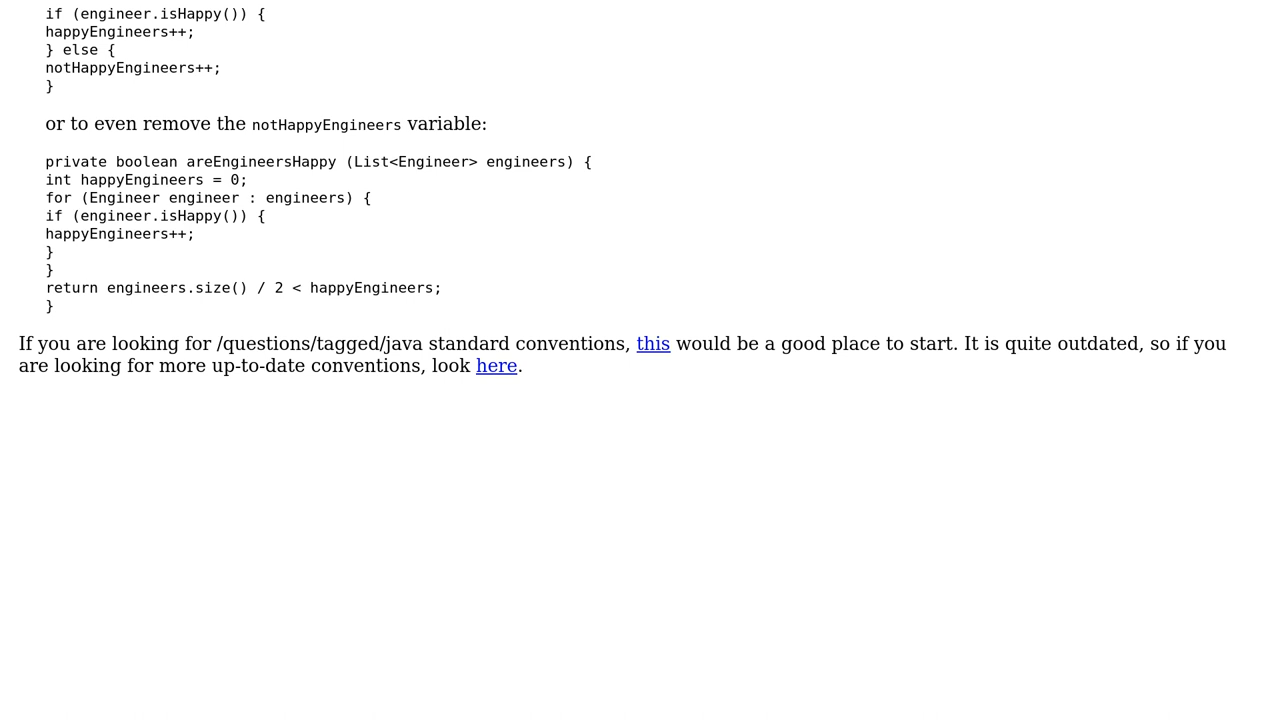 if (engineer.isHappy()) {
happyEngineers++;
} else {
notHappyEngineers++;
}
or to even remove the notHappyEngineers variable:
private boolean areEngineersHappy (List<Engineer> engineers) {
int happyEngineers = 0;
for (Engineer engineer : engineers) {
if (engineer.isHappy()) {
happyEngineers++;
}
}
return engineers.size() / 2 < happyEngineers;
}
If you are looking for /questions/tagged/java standard conventions, this would be a good place to start. It is quite outdated, so if you
are looking for more up-to-date conventions, look here.